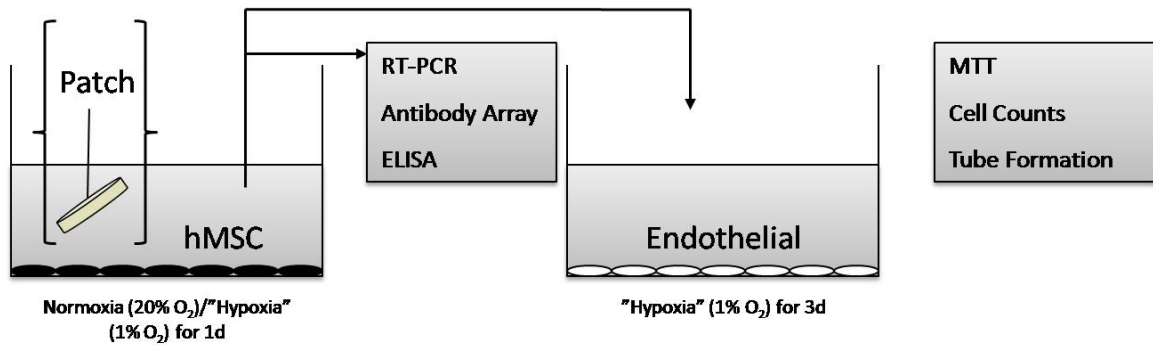 Patch
hMSC
Normoxia (20% O₂)/”Hypoxia”
(1% O₂) for 1d
RT-PCR
Antibody Array
ELISA
Endothelial
”Hypoxia” (1% O₂) for 3d
MTT
Cell Counts
Tube Formation